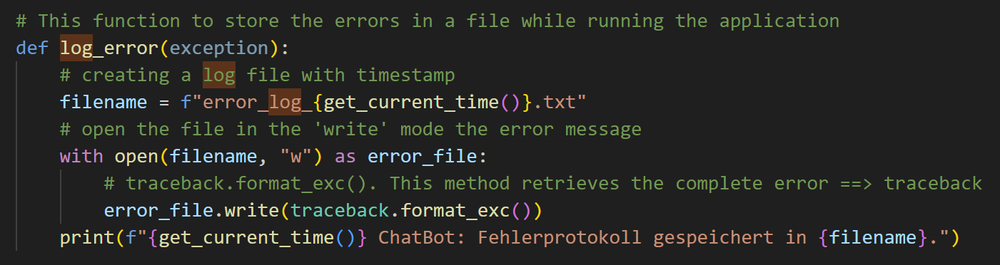 # This function to store the errors in a file while running the application
def log_error(exception):
# creating a log file with timestamp
filename = f"error_log_{get_current_time()}.txt"
# open the file in the 'write' mode the error message
with open(filename, "w") as error_file:
# traceback.format_exc(). This method retrieves the complete error ==> traceback
error_file.write(traceback.format_exc())
print(f"{get_current_time()} ChatBot: Fehlerprotokoll gespeichert in {filename}.")